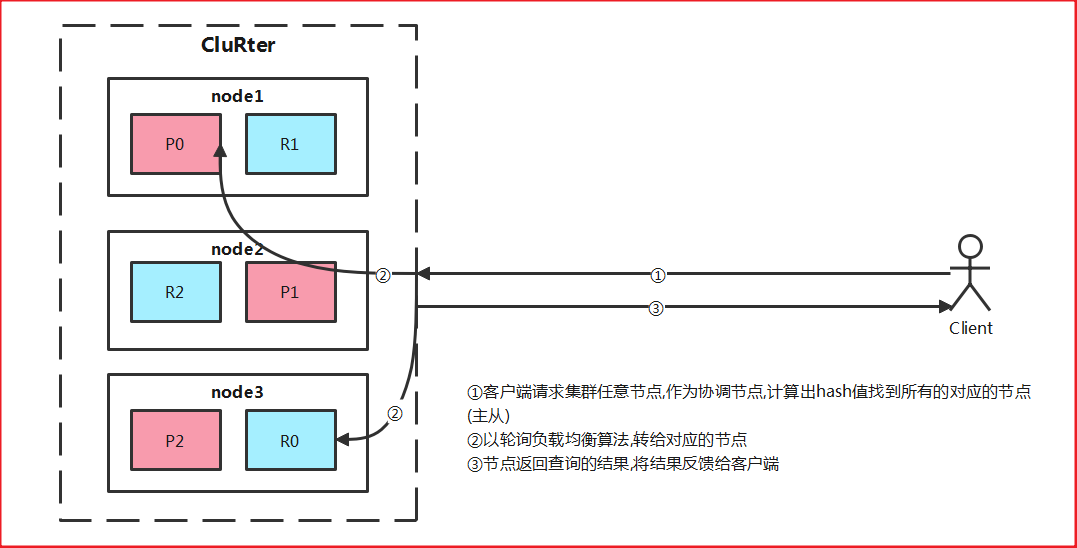 CluRter
node1
P0
R1
node2
R2
P1
②
①
③
Client
node3
P2
R0
②
①客户端请求集群任意节点,作为协调节点,计算出hash值找到所有的对应的节点
(主从)
②以轮询负载均衡算法,转给对应的节点
③节点返回查询的结果,将结果反馈给客户端